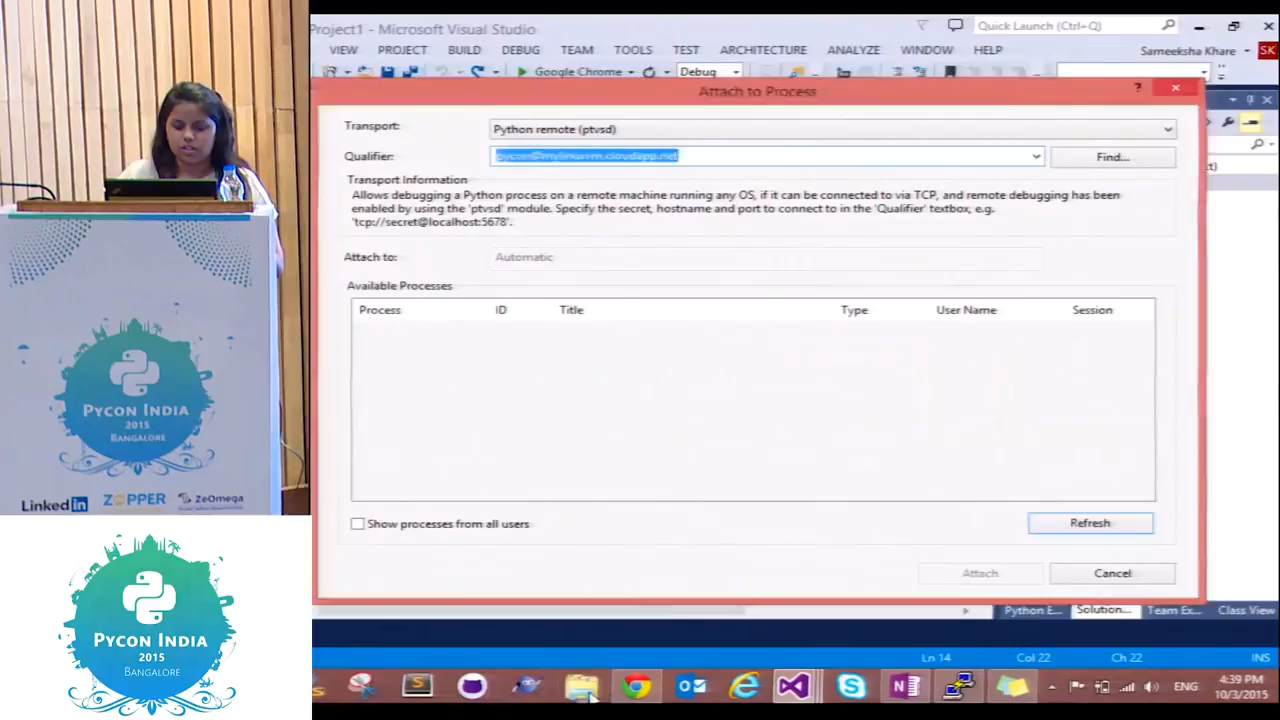 Project1 - Microsoft Visual Studio
Quick Launch (Ctrl+Q)
VIEW PROJECT BUILD DEBUG TEAM TOOLS TEST ARCHITECTURE ANALYZE WINDOW HELP
Sameeksha Khare SK
Google Chrome
Debug
Attach to Process
?
Transport: Python remote (ptvsd)
Qualifier: pycon@mylinuxvm.cloudapp.net
Find...
Transport Information
Allows debugging a Python process on a remote machine running any OS, if it can be connected to via TCP, and remote debugging has been
enabled by using the 'ptvsd' module. Specify the secret, hostname and port to connect to in the 'Qualifier' textbox, e.g.
'tcp://secret@localhost:5678'.
Attach to: Automatic
Available Processes
Process ID Title Type User Name Session
Show processes from all users
Refresh
Attach
Cancel
Python E... Solution... Team Ex... Class View
Ln 14 Col 22 Ch 22 INS
ENG
4:39 PM
10/3/2015
PYCON INDIA
2015
BANGALORE
LinkedIn ZOPPER ZeOmega
PYCON INDIA
2015
BANGALORE